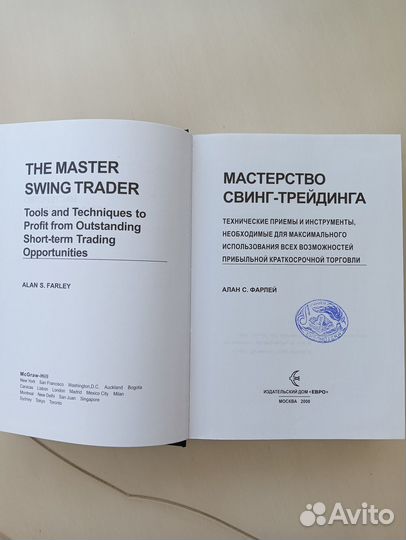 THE MASTER
SWING TRADER
Tools and Techniques to
Profit from Outstanding
Short-term Trading
Opportunities
ALAN S. FARLEY
McGraw-Hill
New York San Francisco Washington,D.C. Auckland Bogota
Caracas Lisbon London Madrid Mexico City Milan
Montreal New Delhi San Juan Singapore
Sydney Tokyo Toronto
МАСТЕРСТВО
СВИНГ-ТРЕЙДИНГА
ТЕХНИЧЕСКИЕ ПРИЕМЫ И ИНСТРУМЕНТЫ,
НЕОБХОДИМЫЕ ДЛЯ МАКСИМАЛЬНОГО
ИСПОЛЬЗОВАНИЯ ВСЕХ ВОЗМОЖНОСТЕЙ
ПРИБЫЛЬНОЙ КРАТКОСРОЧНОЙ ТОРГОВЛИ
АЛАН С. ФАРЛЕЙ
ИЗДАТЕЛЬСКИЙ ДОМ «ЕВРО»
МОСКВА 2008
Avito